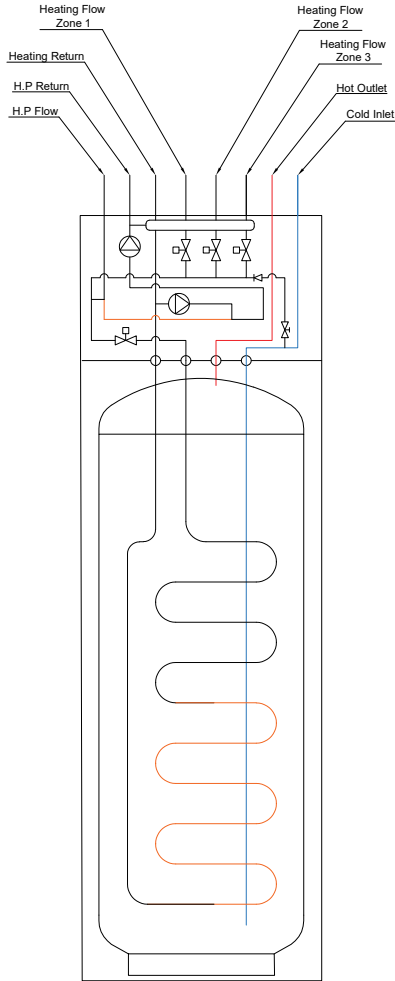 Heating Flow
Zone 1
Heating Return
H.P Return
H.P Flow
Heating Flow
Zone 2
Heating Flow
Zone 3
Hot Outlet
Cold Inlet